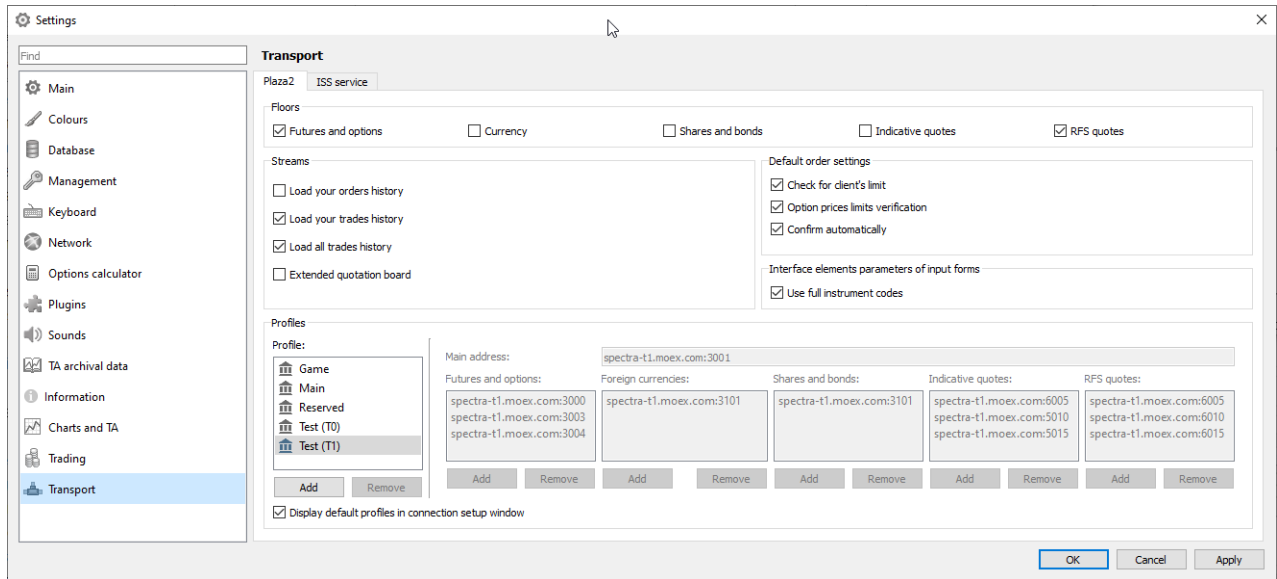 Settings
Find
Main
Colours
Database
Management
Keyboard
Network
Options calculator
Plugins
Sounds
TA archival data
Information
Charts and TA
Trading
Transport
Transport
Plaza2 ISS service
Floors
Futures and options Currency Shares and bonds Indicative quotes RFS quotes
Streams
Load your orders history
Load your trades history
Load all trades history
Extended quotation board
Default order settings
Check for client's limit
Option prices limits verification
Confirm automatically
Interface elements parameters of input forms
Use full instrument codes
Profiles
Profile:
Game
Main
Reserved
Test (T0)
Test (T1)
Add Remove
Main address: spectra-t1.moex.com:3001
Futures and options: Foreign currencies: Shares and bonds: Indicative quotes: RFS quotes:
spectra-t1.moex.com:3000 spectra-t1.moex.com:3101 spectra-t1.moex.com:3101 spectra-t1.moex.com:6005 spectra-t1.moex.com:6005
spectra-t1.moex.com:3003 spectra-t1.moex.com:5010 spectra-t1.moex.com:6010
spectra-t1.moex.com:3004 spectra-t1.moex.com:5015 spectra-t1.moex.com:6015
Add Remove Add Remove Add Remove Add Remove Add Remove
Display default profiles in connection setup window
OK Cancel Apply